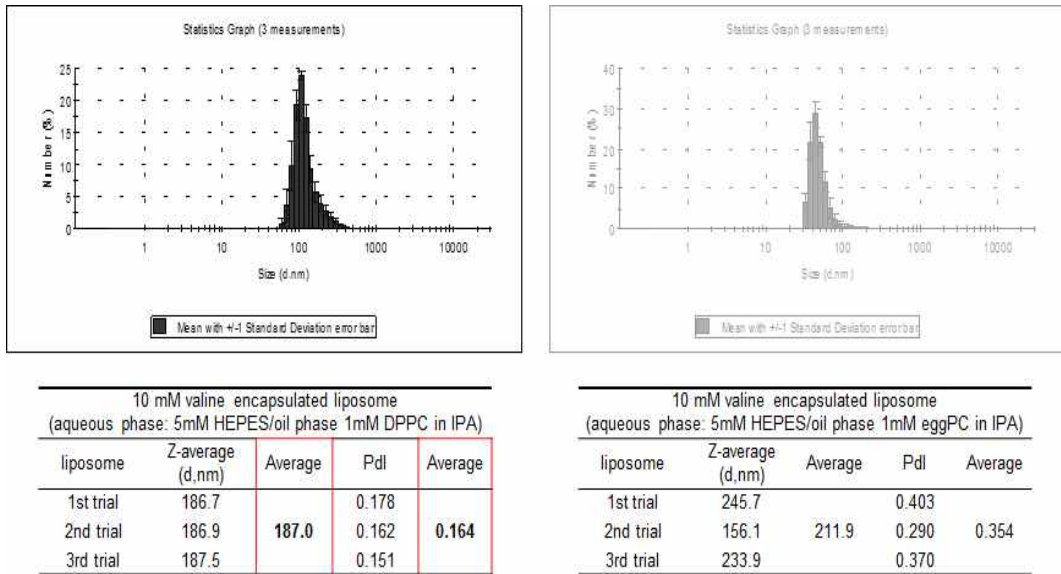 Statistics Graph (3 measurements)
25
20
15
10
5
0
Number (%)
1 10 100 1000 10000
Size (d.nm)
Mean with +/-1 Standard Deviation error bar
Statistics Graph (3 measurements)
40
30
20
10
0
Number (%)
1 10 100 1000 10000
Size (d.nm)
Mean with +/-1 Standard Deviation error bar
10 mM valine encapsulated liposome
(aqueous phase: 5mM HEPES/oil phase 1mM DPPC in IPA)
liposome Z-average (d,nm) Average PdI Average
1st trial 186.7 0.178
2nd trial 186.9 187.0 0.162 0.164
3rd trial 187.5 0.151
10 mM valine encapsulated liposome
(aqueous phase: 5mM HEPES/oil phase 1mM eggPC in IPA)
liposome Z-average (d,nm) Average PdI Average
1st trial 245.7 0.403
2nd trial 156.1 211.9 0.290 0.354
3rd trial 233.9 0.370